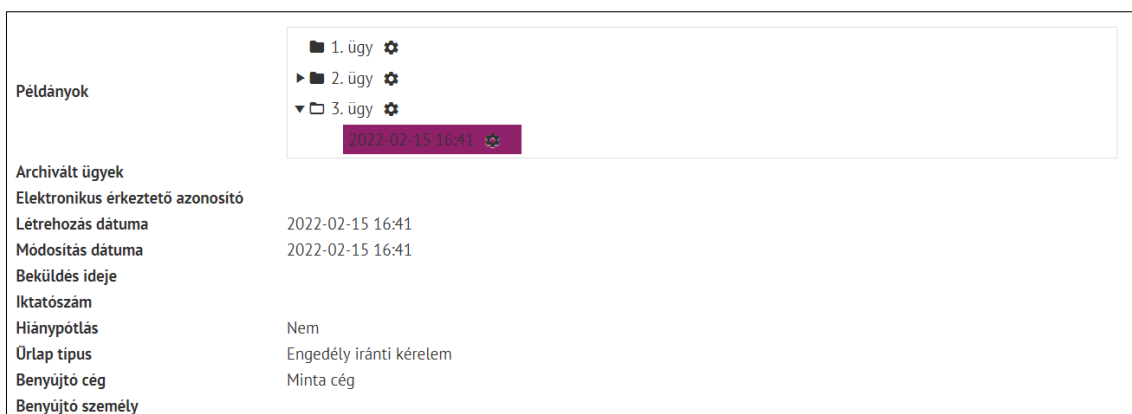 1. ügy
2. ügy
Példányok
3. ügy
2022-02-15 16:41
Archivált ügyek
Elektronikus érkeztető azonosító
Létrehozás dátuma 2022-02-15 16:41
Módosítás dátuma 2022-02-15 16:41
Beküldés ideje
Iktatószám
Hiánypótlás Nem
Űrlap típus Engedély iránti kérelem
Benyújtó cég Minta cég
Benyújtó személy